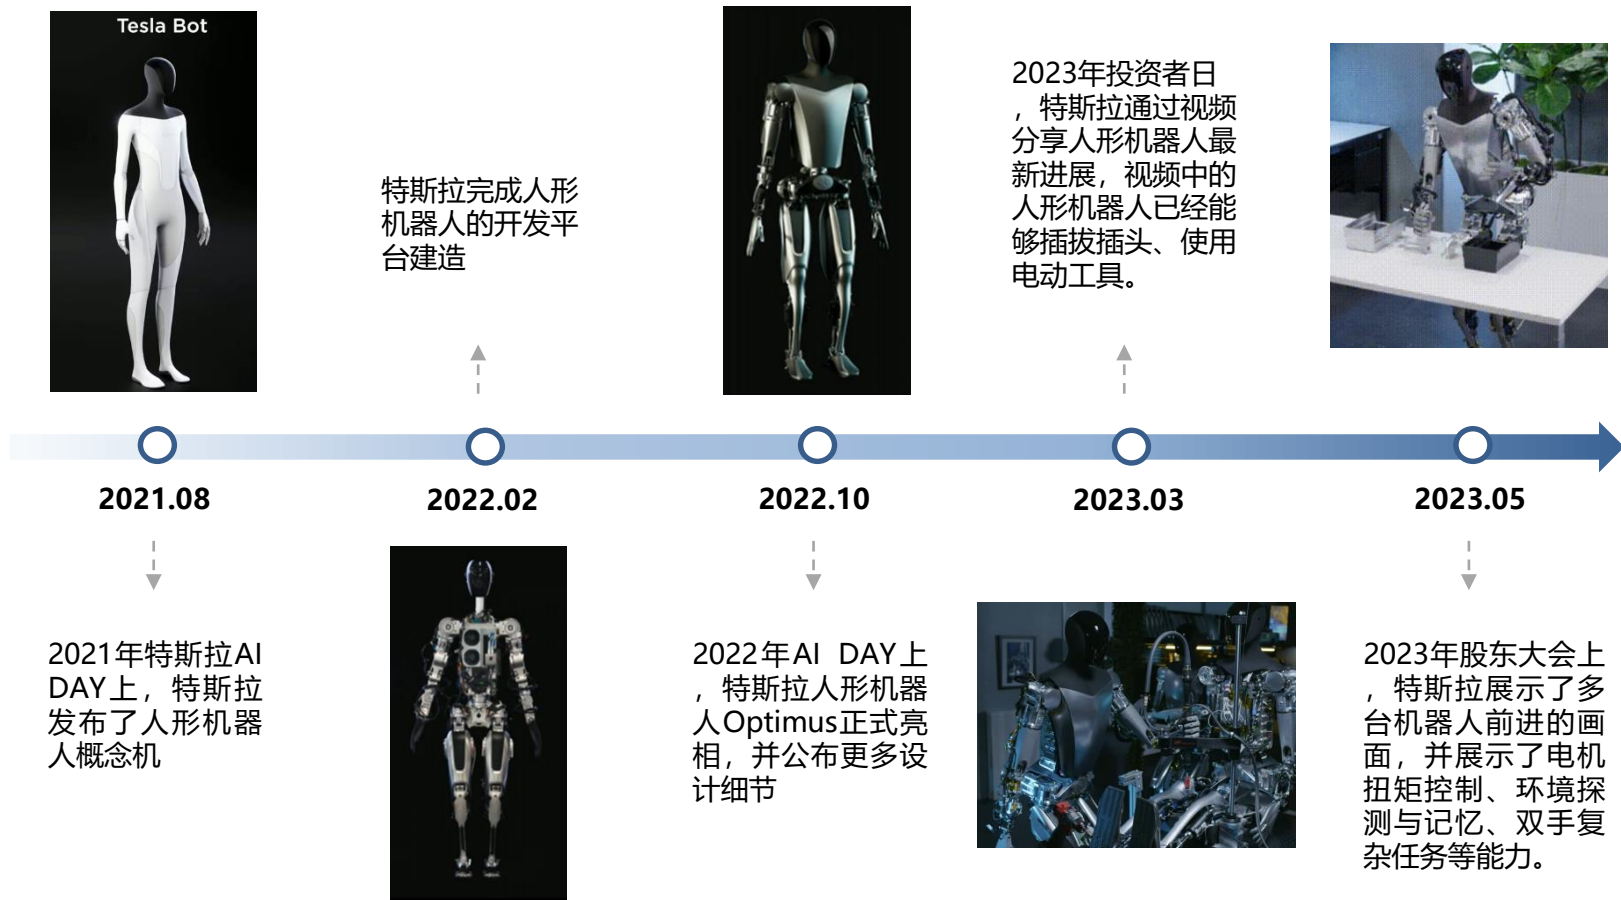 Tesla Bot
特斯拉完成人形
机器人的开发平
台建造
2023年投资者日
，特斯拉通过视频
分享人形机器人最
新进展，视频中的
人形机器人已经能
够插拔插头、使用
电动工具。
2021.08
2022.02
2022.10
2023.03
2023.05
2021年特斯拉AI
DAY上，特斯拉
发布了人形机器
人概念机
2022年AI DAY上
，特斯拉人形机器
人Optimus正式亮
相，并公布更多设
计细节
2023年股东大会上
，特斯拉展示了多
台机器人前进的画
面，并展示了电机
扭矩控制、环境探
测与记忆、双手复
杂任务等能力。